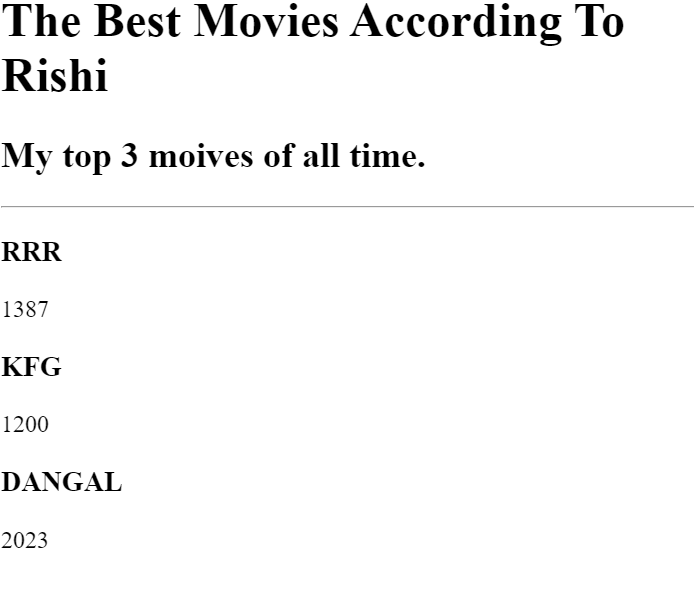 The Best Movies According To
Rishi
My top 3 moives of all time.
RRR
1387
KFG
1200
DANGAL
2023